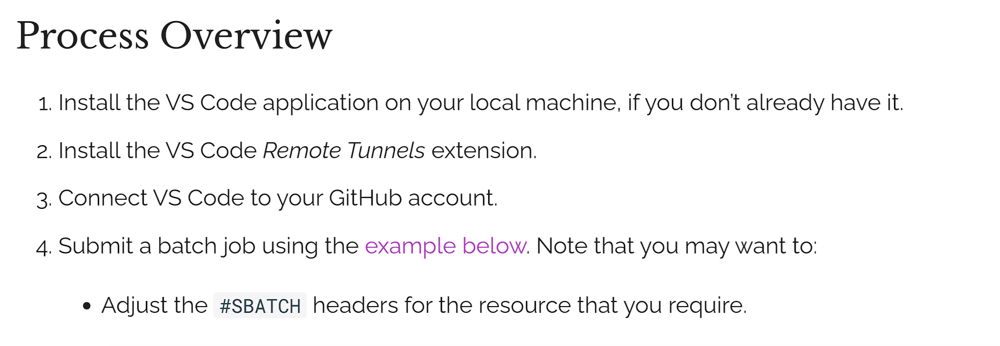 Process Overview
1. Install the VS Code application on your local machine, if you don’t already have it.
2. Install the VS Code Remote Tunnels extension.
3. Connect VS Code to your GitHub account.
4. Submit a batch job using the example below. Note that you may want to:
• Adjust the #SBATCH headers for the resource that you require.